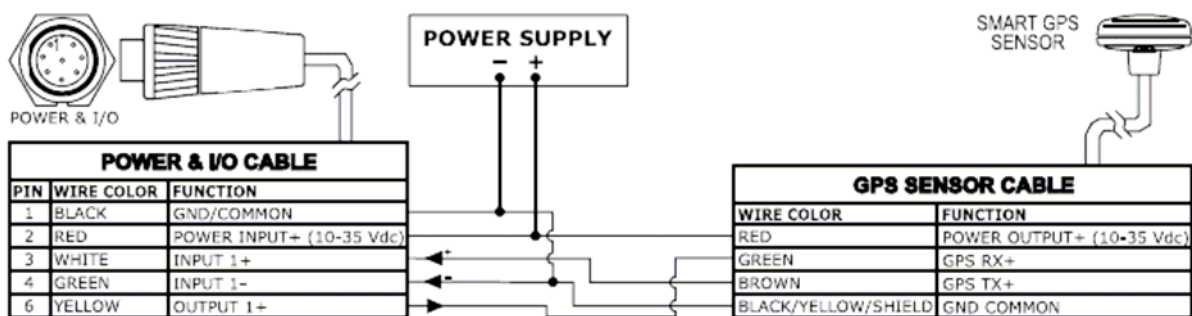 SMART GPS
SENSOR
POWER SUPPLY
- +
1
POWER & I/O
POWER & I/O CABLE
PIN WIRE COLOR FUNCTION
1 BLACK GND/COMMON
2 RED POWER INPUT+ (10-35 Vdc)
3 WHITE INPUT 1+
4 GREEN INPUT 1-
6 YELLOW OUTPUT 1+
+
-
GPS SENSOR CABLE
WIRE COLOR FUNCTION
RED POWER OUTPUT+ (10-35 Vdc)
GREEN GPS RX+
BROWN GPS TX+
BLACK/YELLOW/SHIELD GND COMMON